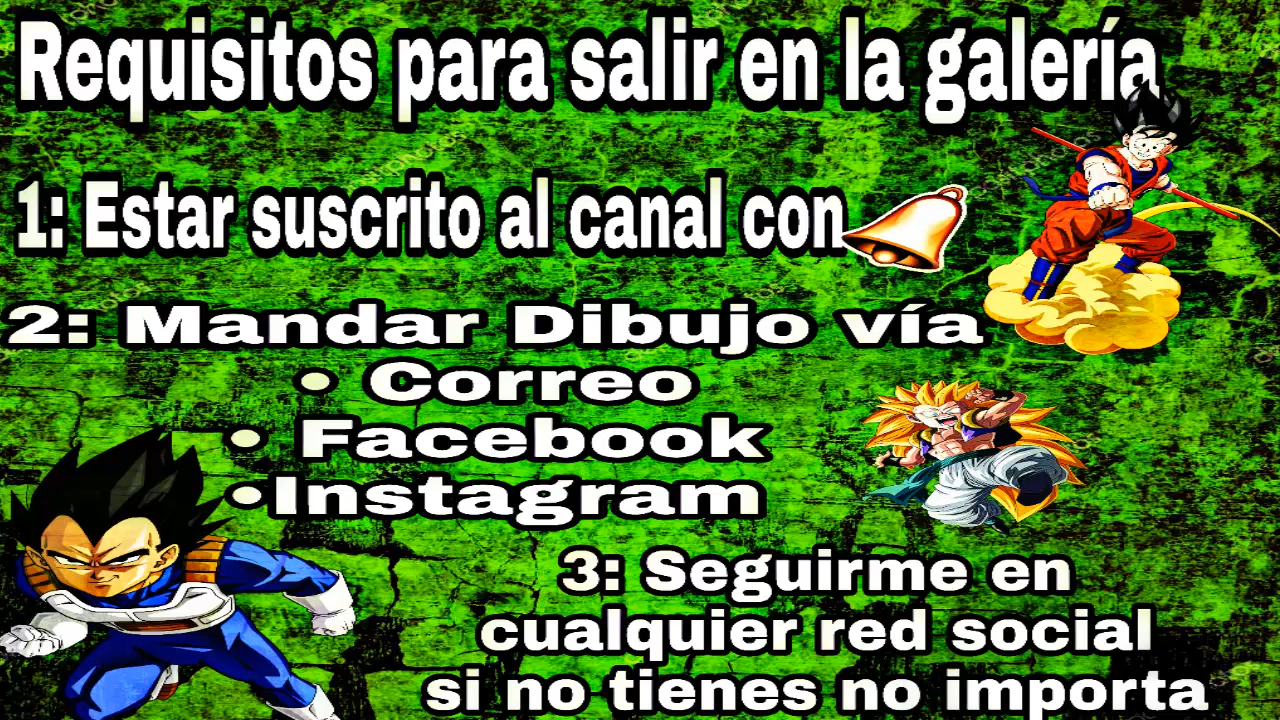 Requisitos para salir en la galería
1: Estar suscrito al canal con
2: Mandar Dibujo vía
• Correo
• Facebook
•Instagram
3: Seguirme en
cualquier red social
si no tienes no importa